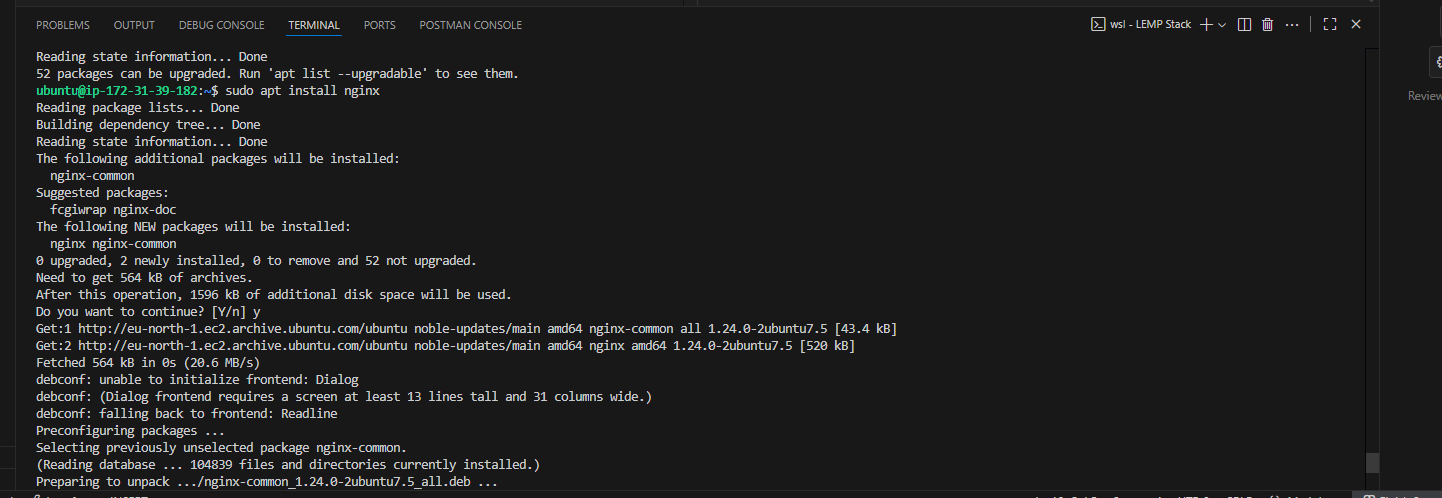 PROBLEMS OUTPUT DEBUG CONSOLE TERMINAL PORTS POSTMAN CONSOLE wsl - LEMP Stack
Reading state information... Done
52 packages can be upgraded. Run 'apt list --upgradable' to see them.
ubuntu@ip-172-31-39-182:~$ sudo apt install nginx
Reading package lists... Done
Building dependency tree... Done
Reading state information... Done
The following additional packages will be installed:
  nginx-common
Suggested packages:
  fcgiwrap nginx-doc
The following NEW packages will be installed:
  nginx nginx-common
0 upgraded, 2 newly installed, 0 to remove and 52 not upgraded.
Need to get 564 kB of archives.
After this operation, 1596 kB of additional disk space will be used.
Do you want to continue? [Y/n] y
Get:1 http://eu-north-1.ec2.archive.ubuntu.com/ubuntu noble-updates/main amd64 nginx-common all 1.24.0-2ubuntu7.5 [43.4 kB]
Get:2 http://eu-north-1.ec2.archive.ubuntu.com/ubuntu noble-updates/main amd64 nginx amd64 1.24.0-2ubuntu7.5 [520 kB]
Fetched 564 kB in 0s (20.6 MB/s)
debconf: unable to initialize frontend: Dialog
debconf: (Dialog frontend requires a screen at least 13 lines tall and 31 columns wide.)
debconf: falling back to frontend: Readline
Preconfiguring packages ...
Selecting previously unselected package nginx-common.
(Reading database ... 104839 files and directories currently installed.)
Preparing to unpack .../nginx-common_1.24.0-2ubuntu7.5_all.deb ...
Review